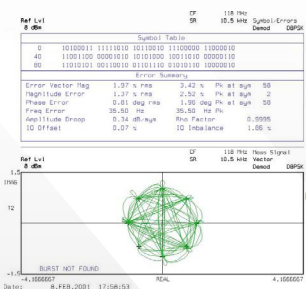 CF 118 MHz
Ref Lvl SR 10.5 kHz Symbol/Errors
8 dBm Demod DBPSK
Symbol Table
0 10100011 11111010 10110010 11100000 11000010
40 11001100 00001010 10101000 10010000 10000010
80 11010101 00110010 01101110 01010110 10000010
Error Summary
Error Vector Mag 1.97 % rms 3.42 % Pk at sym 58
Magnitude Error 1.37 % rms 2.52 % Pk at sym 2
Phase Error 0.81 deg rms 1.98 deg Pk at sym 58
Freq Error 35.50 Hz 35.50 Hz Pk
Amplitude Droop 0.34 dB/sym Rho Factor 0.9995
IQ Offset 0.07 % IQ Imbalance 1.86 %
CF 118 MHz Meas Signal
Ref Lvl SR 10.5 kHz Vector
8 dBm Demod DBPSK
1.5
IMAG
T2
BURST NOT FOUND
-1.5
-4.1666667 REAL 4.1666667
Date: 8.FEB.2001 17:58:53